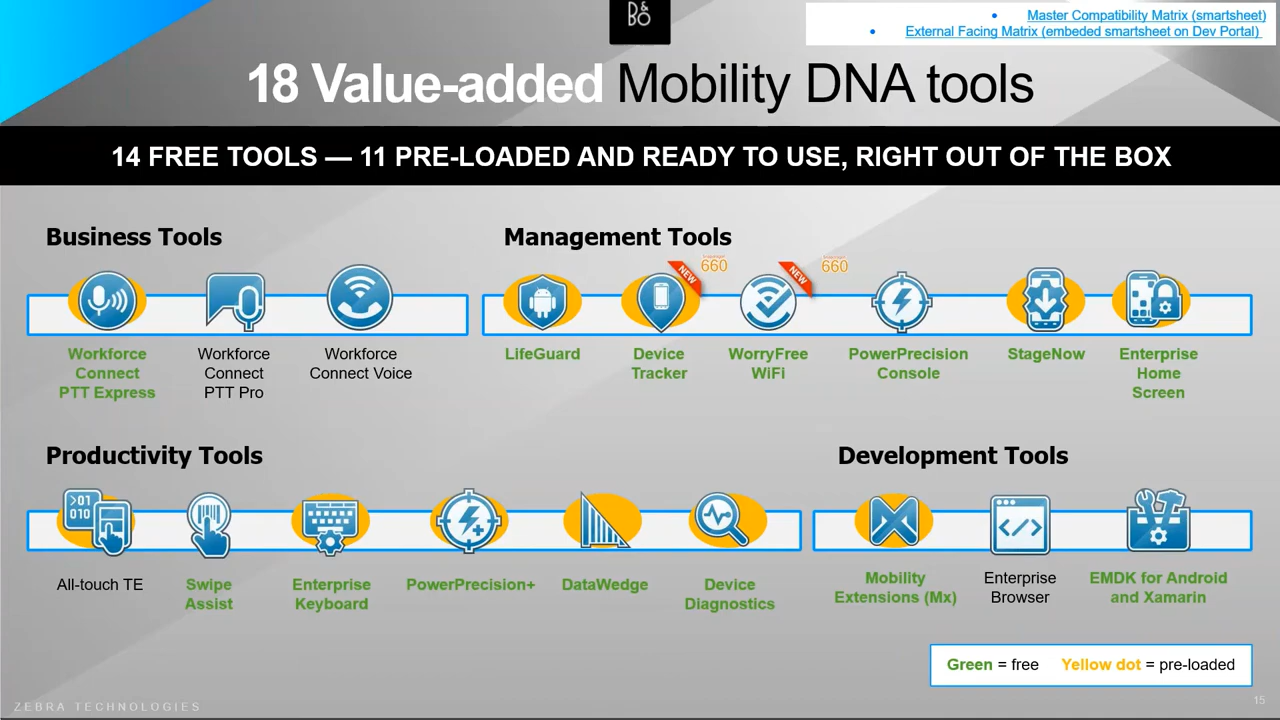 B&
BO
Master Compatibility Matrix (smartsheet)
External Facing Matrix (embeded smartsheet on Dev Portal)
18 Value-added Mobility DNA tools
14 FREE TOOLS — 11 PRE-LOADED AND READY TO USE, RIGHT OUT OF THE BOX
Business Tools
Workforce
Connect
PTT Express
Workforce
Connect
PTT Pro
Workforce
Connect Voice
Management Tools
LifeGuard
NEW
Snapdragon
660
Device
Tracker
NEW
Snapdragon
660
WorryFree
WiFi
PowerPrecision
Console
StageNow
Enterprise
Home
Screen
Productivity Tools
>01
010
All-touch TE
Swipe
Assist
Enterprise
Keyboard
PowerPrecision+
DataWedge
Device
Diagnostics
Development Tools
Mobility
Extensions (Mx)
</>
Enterprise
Browser
EMDK for Android
and Xamarin
Green = free Yellow dot = pre-loaded
ZEBRA TECHNOLOGIES
15